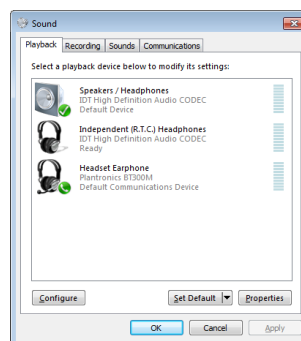 Sound
Playback Recording Sounds Communications
Select a playback device below to modify its settings:
Speakers / Headphones
IDT High Definition Audio CODEC
Default Device
Independent (R.T.C.) Headphones
IDT High Definition Audio CODEC
Ready
Headset Earphone
Plantronics BT300M
Default Communications Device
Configure Set Default Properties
OK Cancel Apply